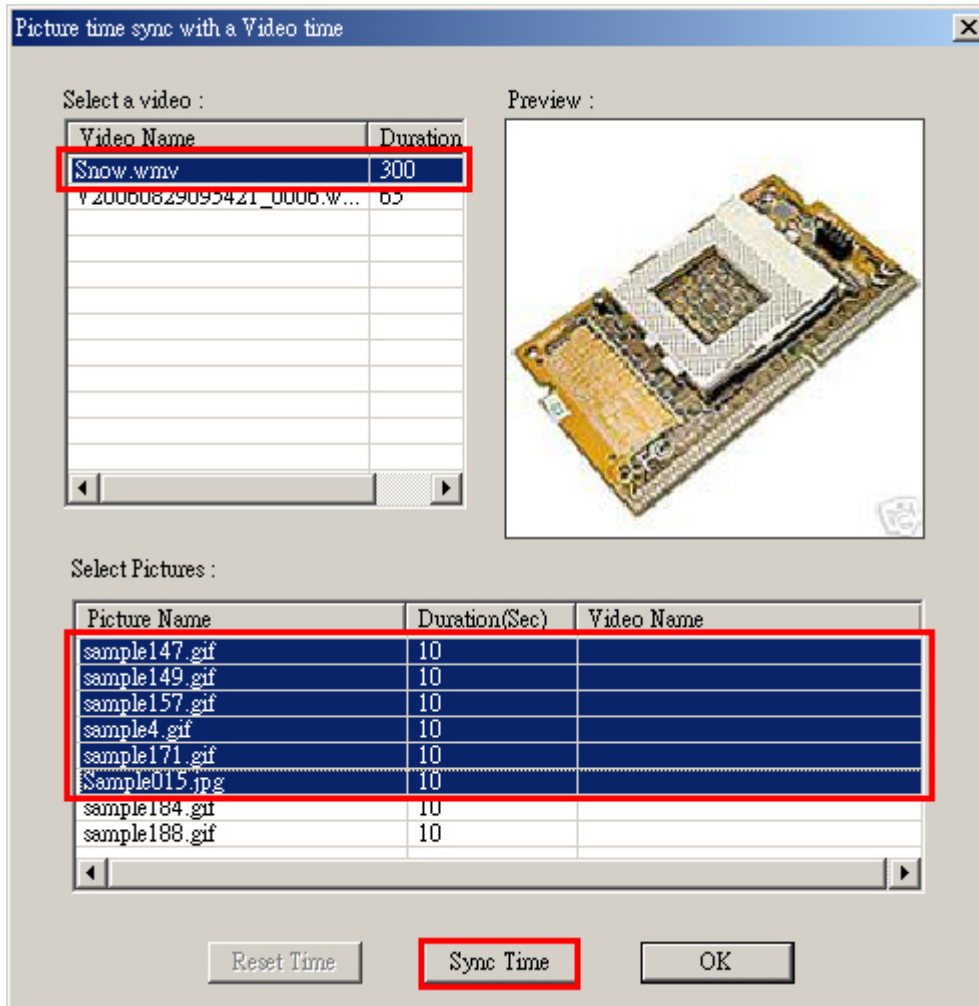 Picture time sync with a Video time
Select a video :
Preview :
Video Name Duration
Snow.wmv 300
V20060829095421_0006.w... 65
Select Pictures :
Picture Name Duration(Sec) Video Name
sample147.gif 10
sample149.gif 10
sample157.gif 10
sample4.gif 10
sample171.gif 10
Sample015.jpg 10
sample184.gif 10
sample188.gif 10
Reset Time Sync Time OK